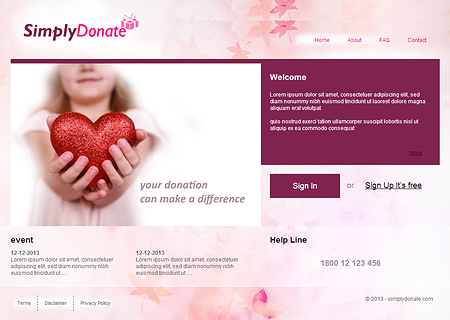 SimplyDonate
Home About FAQ Contact
Welcome
Lorem ipsum dolor sit amet, consectetuer
adipiscing elit, sed diam nonummy nibh
euismod tincidunt ut laoreet dolore magna
aliquam erat volutpat.
quis nostrud exerci tation ullamcorper suscipit lobortis nisl ut
aliquip ex ea commodo consequat
more
your donation
can make a difference
Sign In or Sign Up It's free
event
12-12-2013
Lorem ipsum dolor sit amet, consectetuer
adipiscing elit, sed diam nonummy nibh
euismod tincidunt ut ...
12-12-2013
Lorem ipsum dolor sit amet, consectetuer
adipiscing elit, sed diam nonummy nibh
euismod tincidunt ut ...
Help Line
1800 12 123 456
Terms Disclaimer Privacy Policy
© 2013 - simplydonate.com